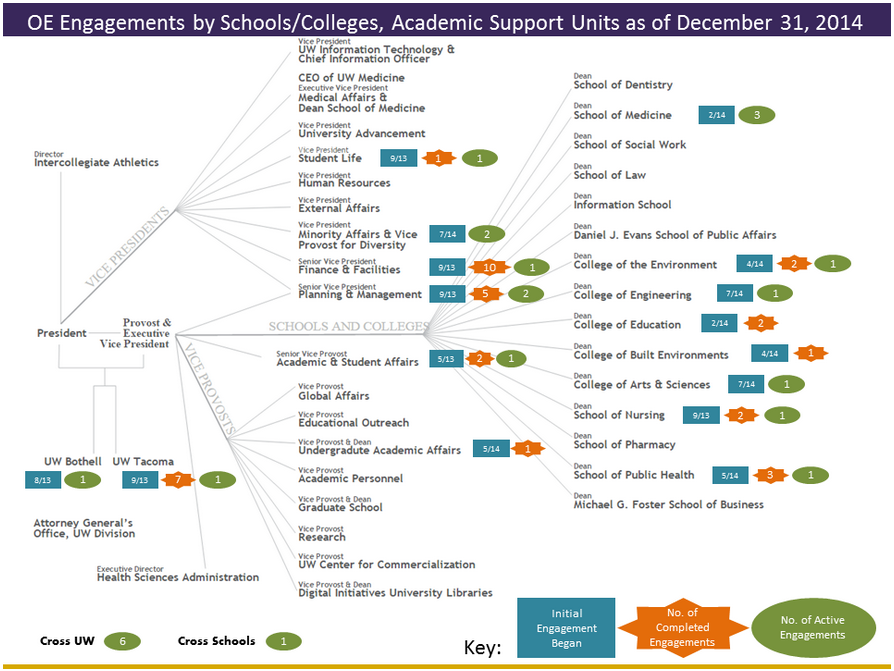 OE Engagements by Schools/Colleges, Academic Support Units as of December 31, 2014
Vice President
UW Information Technology &
Chief Information Officer
CEO of UW Medicine
Executive Vice President
Medical Affairs &
Dean School of Medicine
Vice President
University Advancement
Vice President
Student Life 9/13 1 1
Vice President
Human Resources
Vice President
External Affairs
Vice President
Minority Affairs & Vice
Provost for Diversity 7/14 2
Senior Vice President
Finance & Facilities 9/13 10 1
Senior Vice President
Planning & Management 9/13 5 2
Director
Intercollegiate Athletics
VICE PRESIDENTS
President
Provost &
Executive
Vice President
SCHOOLS AND COLLEGES
VICE PROVOSTS
Senior Vice Provost
Academic & Student Affairs 5/13 2 1
Vice Provost
Global Affairs
Vice Provost
Educational Outreach
Vice Provost & Dean
Undergraduate Academic Affairs 5/14 1
Vice Provost
Academic Personnel
Vice Provost & Dean
Graduate School
Vice Provost
Research
Vice Provost
UW Center for Commercialization
Vice Provost & Dean
Digital Initiatives University Libraries
UW Bothell UW Tacoma
8/13 1 9/13 7 1
Attorney General's
Office, UW Division
Executive Director
Health Sciences Administration
Dean
School of Dentistry
Dean
School of Medicine 2/14 3
Dean
School of Social Work
Dean
School of Law
Dean
Information School
Dean
Daniel J. Evans School of Public Affairs
Dean
College of the Environment 4/14 2 1
Dean
College of Engineering 7/14 1
Dean
College of Education 2/14 2
Dean
College of Built Environments 4/14 1
Dean
College of Arts & Sciences 7/14 1
Dean
School of Nursing 9/13 2 1
Dean
School of Pharmacy
Dean
School of Public Health 5/14 3 1
Dean
Michael G. Foster School of Business
Cross UW 6 Cross Schools 1
Key:
Initial
Engagement
Began
No. of
Completed
Engagements
No. of Active
Engagements